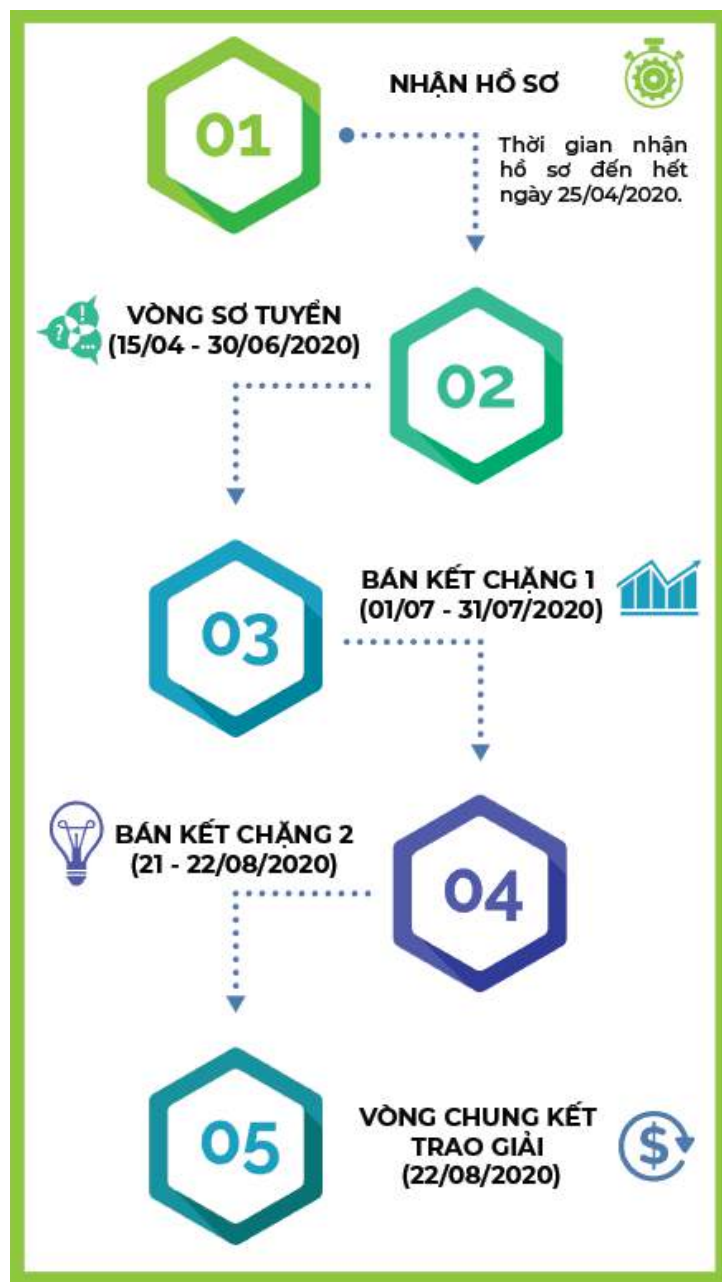 01
NHẬN HỒ SƠ
Thời gian nhận
hồ sơ đến hết
ngày 25/04/2020.
VÒNG SƠ TUYỂN
(15/04 - 30/06/2020)
02
03
BÁN KẾT CHẶNG 1
(01/07 - 31/07/2020)
BÁN KẾT CHẶNG 2
(21 - 22/08/2020)
04
05
VÒNG CHUNG KẾT
TRAO GIẢI
(22/08/2020)